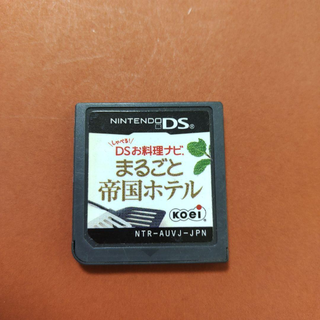 NINTENDO DS®
しゃべる!
DSお料理ナビ
まるごと
帝国ホテル
KOEI
NTR-AUVJ-JPN